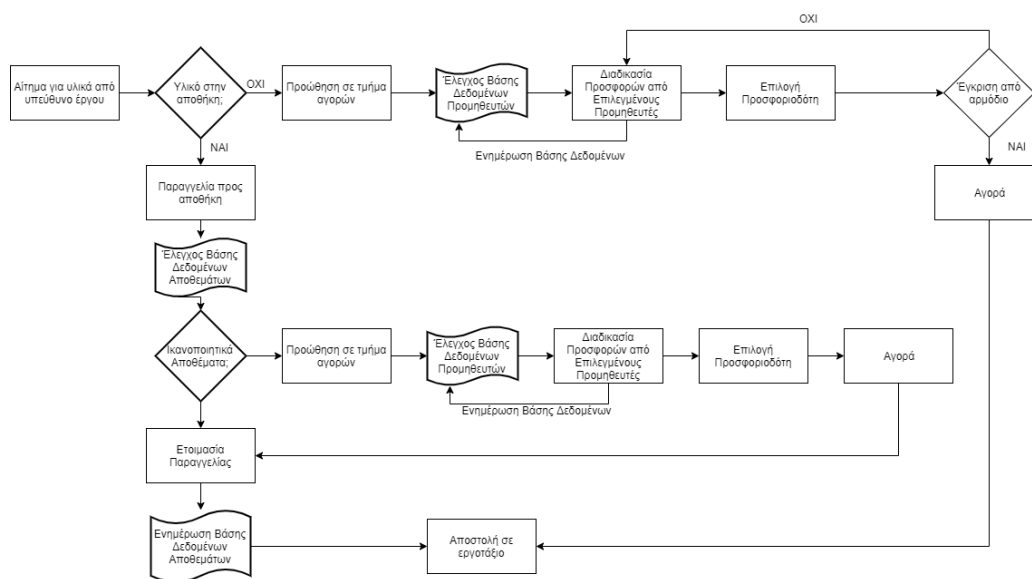 ΟΧΙ
Αίτημα για υλικά από
υπεύθυνο έργου
Υλικό στην
αποθήκη;
ΟΧΙ
Προώθηση σε τμήμα
αγορών
Έλεγχος Βάσης
Δεδομένων
Προμηθευτών
Διαδικασία
Προσφορών από
Επιλεγμένους
Προμηθευτές
Επιλογή
Προσφοριοδότη
Έγκριση από
αρμόδιο
Ενημέρωση Βάσης Δεδομένων
ΝΑΙ
ΝΑΙ
Παραγγελία προς
αποθήκη
Αγορά
Έλεγχος Βάσης
Δεδομένων
Αποθεμάτων
Ικανοποιητικά
Αποθέματα;
Προώθηση σε τμήμα
αγορών
Έλεγχος Βάσης
Δεδομένων
Προμηθευτών
Διαδικασία
Προσφορών από
Επιλεγμένους
Προμηθευτές
Επιλογή
Προσφοριοδότη
Αγορά
Ενημέρωση Βάσης Δεδομένων
Ετοιμασία
Παραγγελίας
Ενημέρωση Βάσης
Δεδομένων
Αποθεμάτων
Αποστολή σε
εργοτάξιο